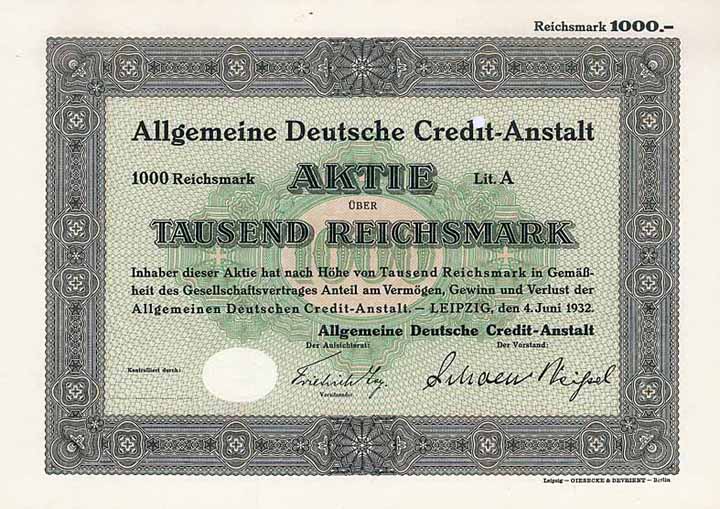 Reichsmark 1000.–
Allgemeine Deutsche Credit-Anstalt
1000 Reichsmark AKTIE Lit. A
ÜBER
TAUSEND REICHSMARK
Inhaber dieser Aktie hat nach Höhe von Tausend Reichsmark in Gemäß-
heit des Gesellschaftsvertrages Anteil am Vermögen, Gewinn und Verlust der
Allgemeinen Deutschen Credit-Anstalt. – LEIPZIG, den 4. Juni 1932.
Allgemeine Deutsche Credit-Anstalt
Der Aufsichtsrat: Der Vorstand:
Kontrolliert durch:
Friedrich
Vorsitzender
Leipzig – GIESECKE & DEVRIENT – Berlin